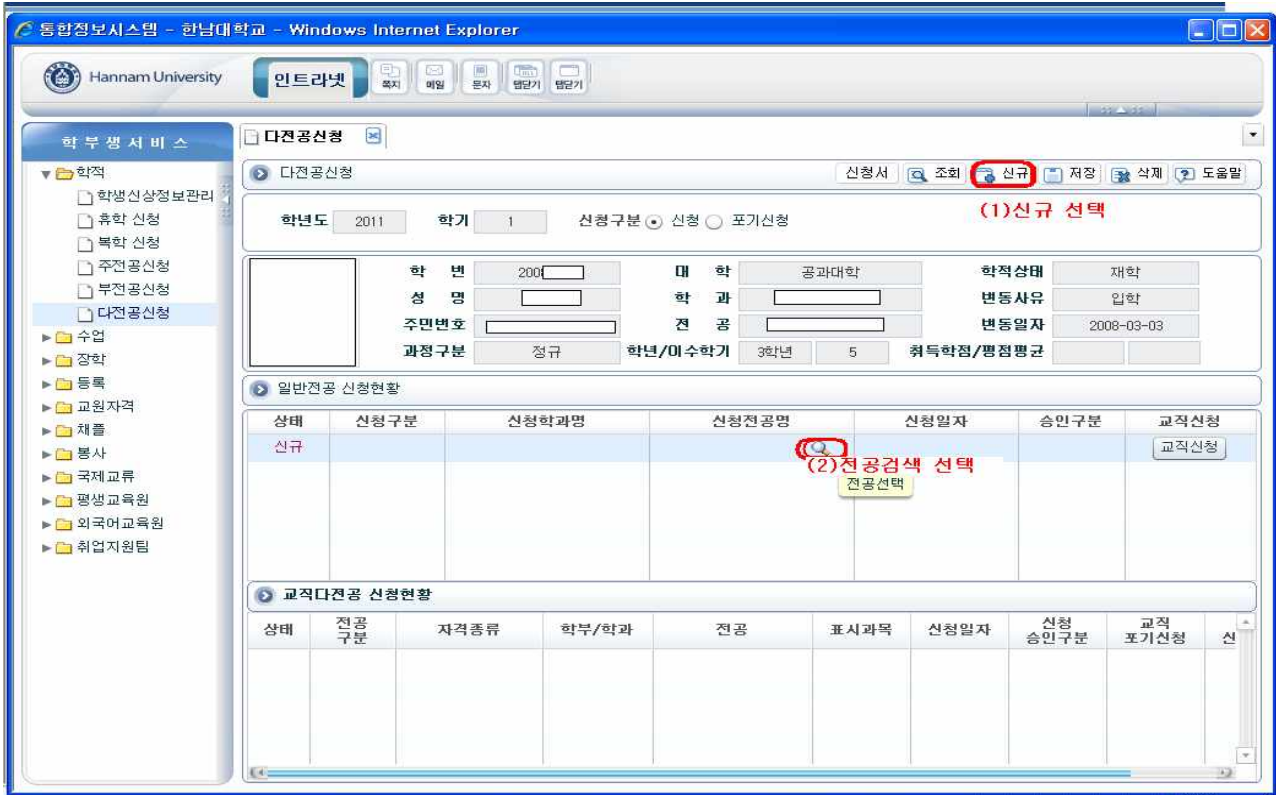 통합정보시스템 - 한남대학교 - Windows Internet Explorer
Hannam University
인트라넷
쪽지
메일
문자
탭닫기
탭닫기
학부생서비스
학적
학생신상정보관리
휴학 신청
복학 신청
주전공신청
부전공신청
다전공신청
수업
장학
등록
교원자격
채플
봉사
국제교류
평생교육원
외국어교육원
취업지원팀
다전공신청
다전공신청
신청서 조회 신규 저장 삭제 도움말
(1)신규 선택
학년도 2011 학기 1 신청구분 신청 포기신청
학 번 200 대 학 공과대학 학적상태 재학
성 명 학 과 변동사유 입학
주민번호 전 공 변동일자 2008-03-03
과정구분 정규 학년/이수학기 3학년 5 취득학점/평점평균
일반전공 신청현황
상태 신청구분 신청학과명 신청전공명 신청일자 승인구분 교직신청
신규 교직신청
(2)전공검색 선택
전공선택
교직다전공 신청현황
상태 전공구분 자격종류 학부/학과 전공 표시과목 신청일자 신청승인구분 교직포기신청 신